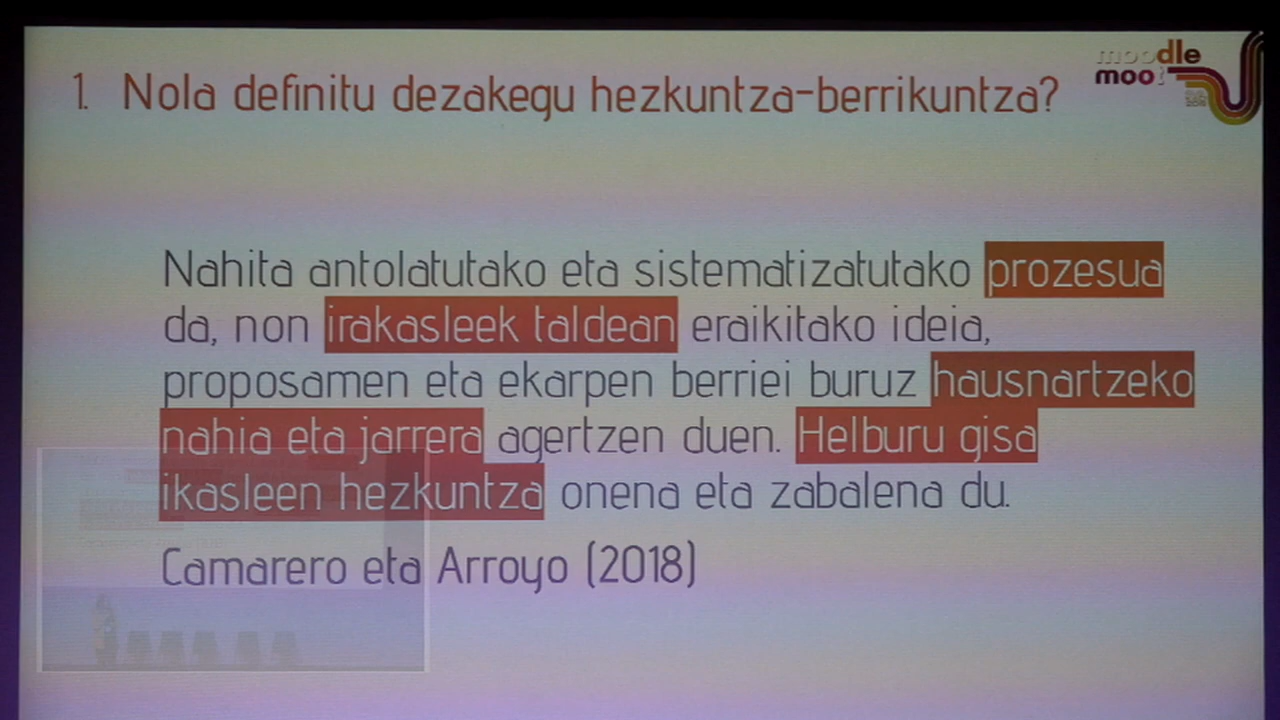 1. Nola definitu dezakegu hezkuntza-berrikuntza?
moodle
moo
Nahita antolatutako eta sistematizatutako prozesua
da, non irakasleek taldean eraikitako ideia,
proposamen eta ekarpen berriei buruz hausnartzeko
nahia eta jarrera agertzen duen. Helburu gisa
ikasleen hezkuntza onena eta zabalena du.
Camarero eta Arroyo (2018)